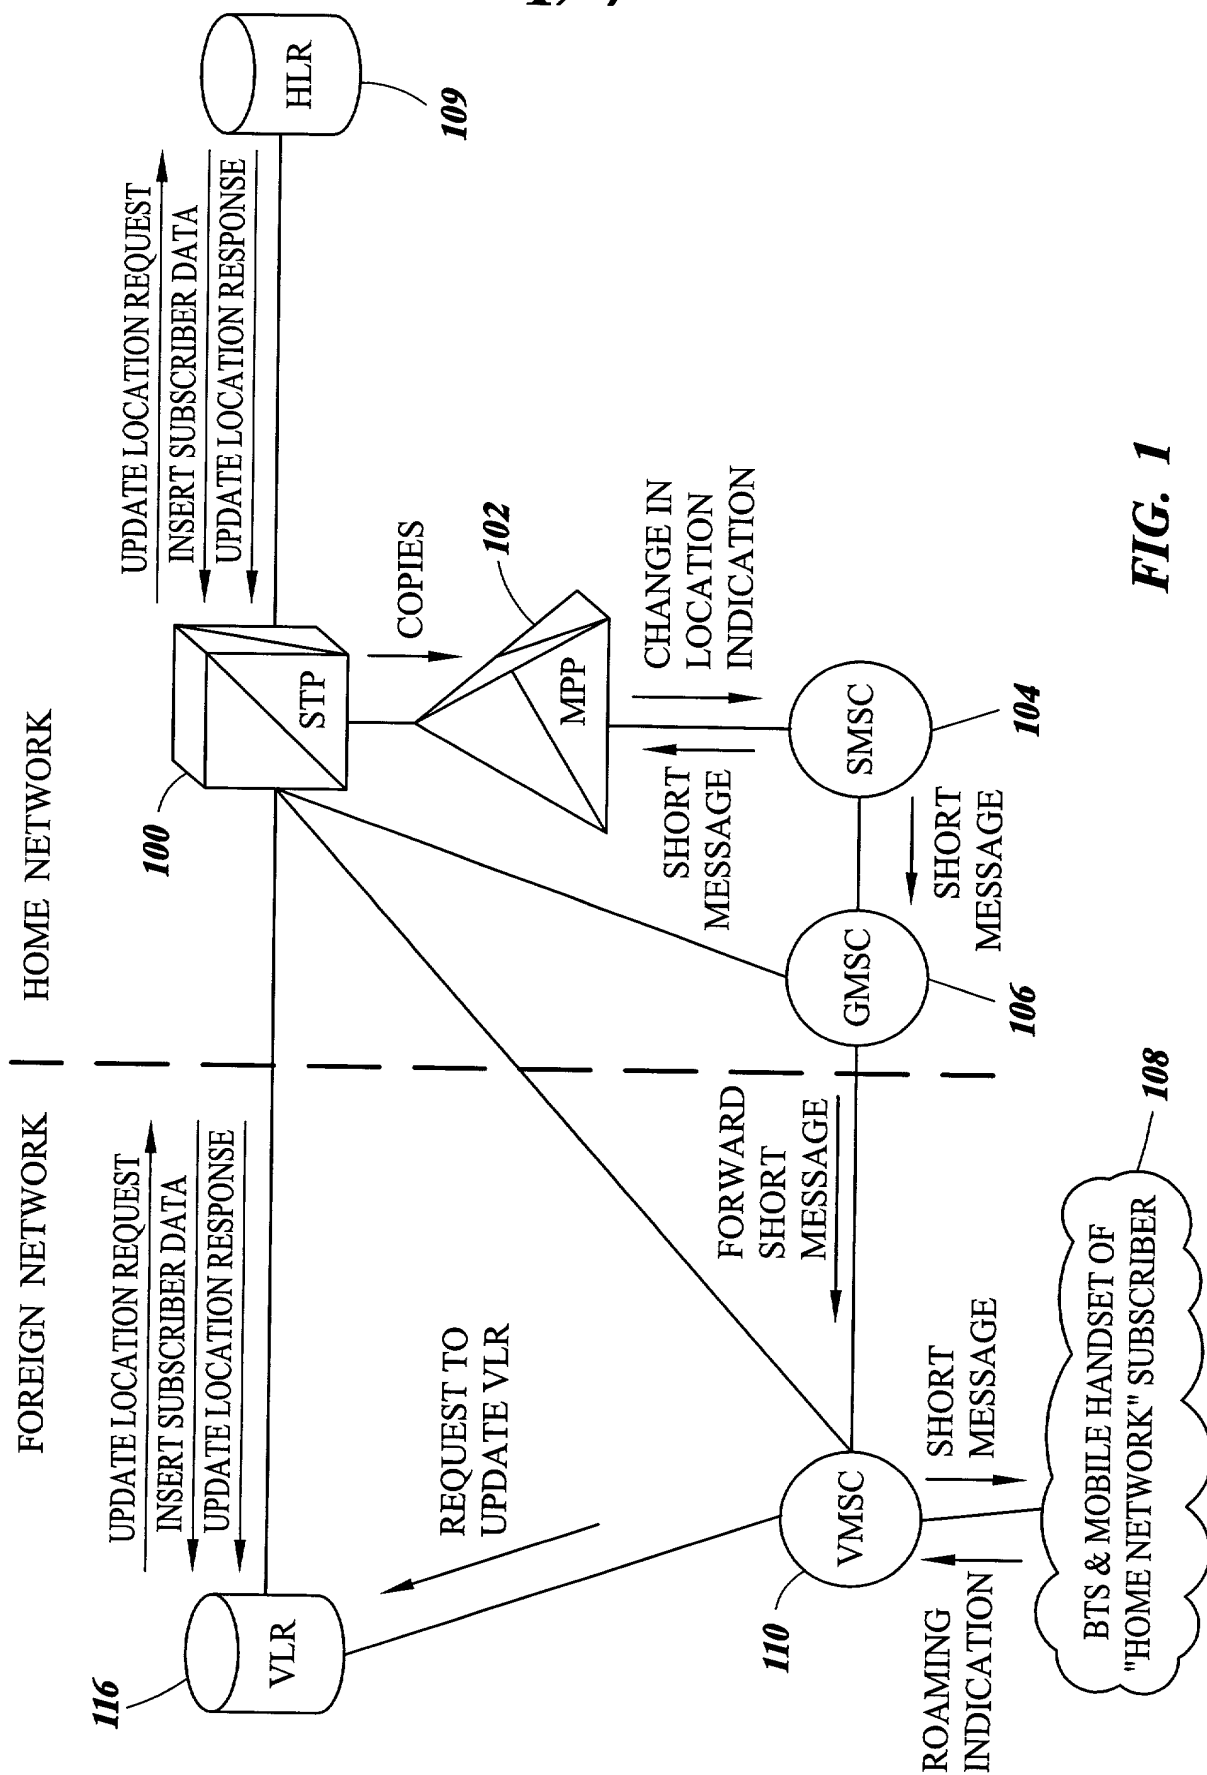 FOREIGN NETWORK
HOME NETWORK
UPDATE LOCATION REQUEST
INSERT SUBSCRIBER DATA
UPDATE LOCATION RESPONSE
UPDATE LOCATION REQUEST
INSERT SUBSCRIBER DATA
UPDATE LOCATION RESPONSE
116
VLR
100
STP
HLR
109
COPIES
102
MPP
REQUEST TO
UPDATE VLR
CHANGE IN
LOCATION
INDICATION
SHORT
MESSAGE
FORWARD
SHORT
MESSAGE
110
VMSC
GMSC
SMSC
106
104
SHORT
MESSAGE
SHORT
MESSAGE
ROAMING
INDICATION
108
BTS & MOBILE HANDSET OF
"HOME NETWORK" SUBSCRIBER
FIG. 1